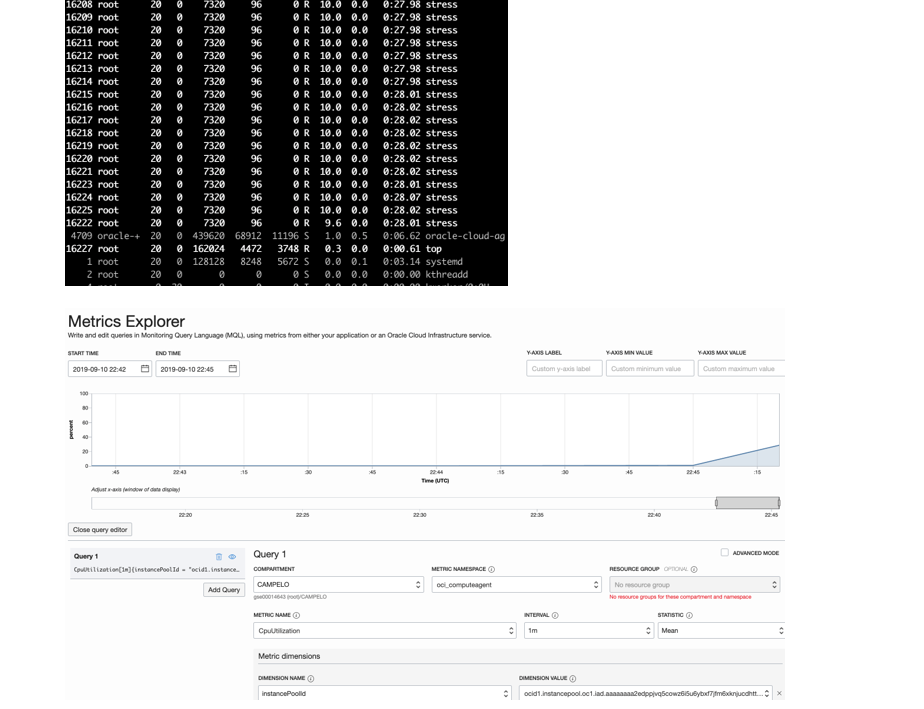 16208 root 20 0 7320 96 0 R 10.0 0.0 0:27.98 stress
16209 root 20 0 7320 96 0 R 10.0 0.0 0:27.98 stress
16210 root 20 0 7320 96 0 R 10.0 0.0 0:27.98 stress
16211 root 20 0 7320 96 0 R 10.0 0.0 0:27.98 stress
16212 root 20 0 7320 96 0 R 10.0 0.0 0:27.98 stress
16213 root 20 0 7320 96 0 R 10.0 0.0 0:27.98 stress
16214 root 20 0 7320 96 0 R 10.0 0.0 0:27.98 stress
16215 root 20 0 7320 96 0 R 10.0 0.0 0:28.01 stress
16216 root 20 0 7320 96 0 R 10.0 0.0 0:28.02 stress
16217 root 20 0 7320 96 0 R 10.0 0.0 0:28.02 stress
16218 root 20 0 7320 96 0 R 10.0 0.0 0:28.02 stress
16219 root 20 0 7320 96 0 R 10.0 0.0 0:28.02 stress
16220 root 20 0 7320 96 0 R 10.0 0.0 0:28.02 stress
16221 root 20 0 7320 96 0 R 10.0 0.0 0:28.02 stress
16223 root 20 0 7320 96 0 R 10.0 0.0 0:28.01 stress
16224 root 20 0 7320 96 0 R 10.0 0.0 0:28.07 stress
16225 root 20 0 7320 96 0 R 10.0 0.0 0:28.02 stress
16222 root 20 0 7320 96 0 R 9.6 0.0 0:28.01 stress
4709 oracle-+ 20 0 439620 68912 11196 S 1.0 0.5 0:06.62 oracle-cloud-ag
16227 root 20 0 162024 4472 3748 R 0.3 0.0 0:00.61 top
1 root 20 0 128128 8248 5672 S 0.0 0.1 0:03.14 systemd
2 root 20 0 0 0 0 S 0.0 0.0 0:00.00 kthreadd
Metrics Explorer
Write and edit queries in Monitoring Query Language (MQL), using metrics from either your application or an Oracle Cloud Infrastructure service.
START TIME END TIME Y-AXIS LABEL Y-AXIS MIN VALUE Y-AXIS MAX VALUE
2019-09-10 22:42 2019-09-10 22:45 Custom y-axis label Custom minimum value Custom maximum value
100
80
60
40
20
0
percent
:45 22:43 :15 :30 :45 22:44 :15 :30 :45 22:45 :15
Time (UTC)
Adjust x-axis (window of data display)
22:20 22:25 22:30 22:35 22:40 22:45
Close query editor
Query 1
CpuUtilization[1m]{instancePoolId = "ocid1.instance…
Add Query
Query 1 ADVANCED MODE
COMPARTMENT METRIC NAMESPACE RESOURCE GROUP OPTIONAL
CAMPELO oci_computeagent No resource group
gse00014643 (root)/CAMPELO No resource groups for these compartment and namespace
METRIC NAME INTERVAL STATISTIC
CpuUtilization 1m Mean
Metric dimensions
DIMENSION NAME DIMENSION VALUE
instancePoolId ocid1.instancepool.oc1.iad.aaaaaaaa2edppjvq5cowz6i5u6ybxf7jfm6xknjucdhtt... ×